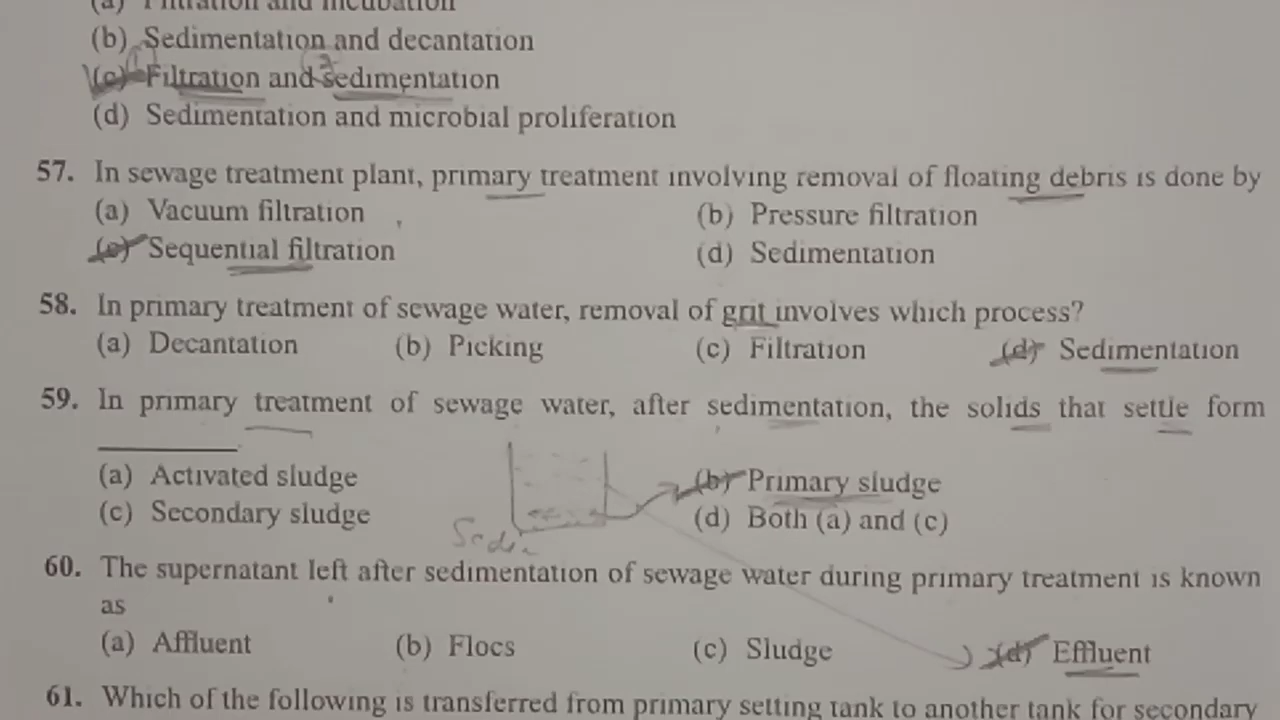 (a) Filtration and incubation
(b) Sedimentation and decantation
(c) Filtration and sedimentation
(d) Sedimentation and microbial proliferation
57. In sewage treatment plant, primary treatment involving removal of floating debris is done by
(a) Vacuum filtration (b) Pressure filtration
(c) Sequential filtration (d) Sedimentation
58. In primary treatment of sewage water, removal of grit involves which process?
(a) Decantation (b) Picking (c) Filtration (d) Sedimentation
59. In primary treatment of sewage water, after sedimentation, the solids that settle form
(a) Activated sludge (b) Primary sludge
(c) Secondary sludge (d) Both (a) and (c)
60. The supernatant left after sedimentation of sewage water during primary treatment is known
as
(a) Affluent (b) Flocs (c) Sludge (d) Effluent
61. Which of the following is transferred from primary setting tank to another tank for secondary